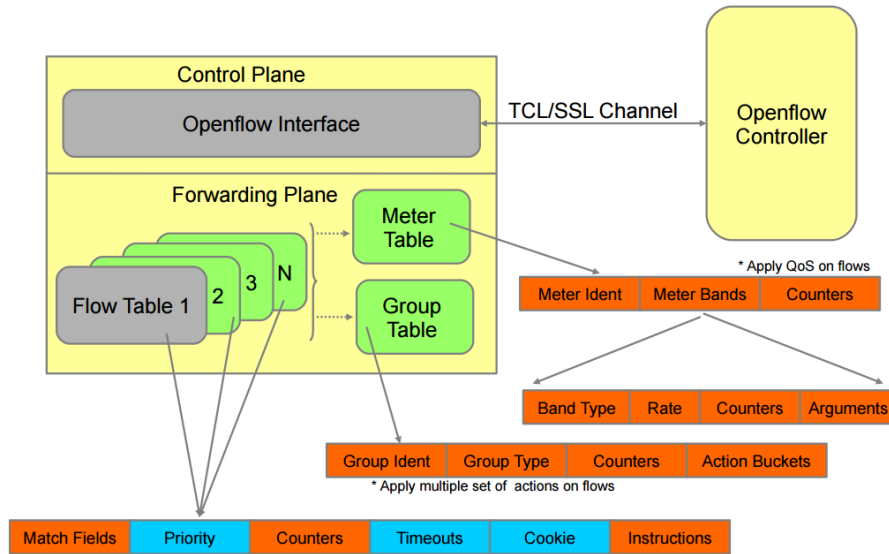 Control Plane
Openflow Interface
TCL/SSL Channel
Openflow
Controller
Forwarding Plane
Meter
Table
Flow Table 1
2
3
N
Group
Table
* Apply QoS on flows
Meter Ident
Meter Bands
Counters
Band Type
Rate
Counters
Arguments
Group Ident
Group Type
Counters
Action Buckets
* Apply multiple set of actions on flows
Match Fields
Priority
Counters
Timeouts
Cookie
Instructions